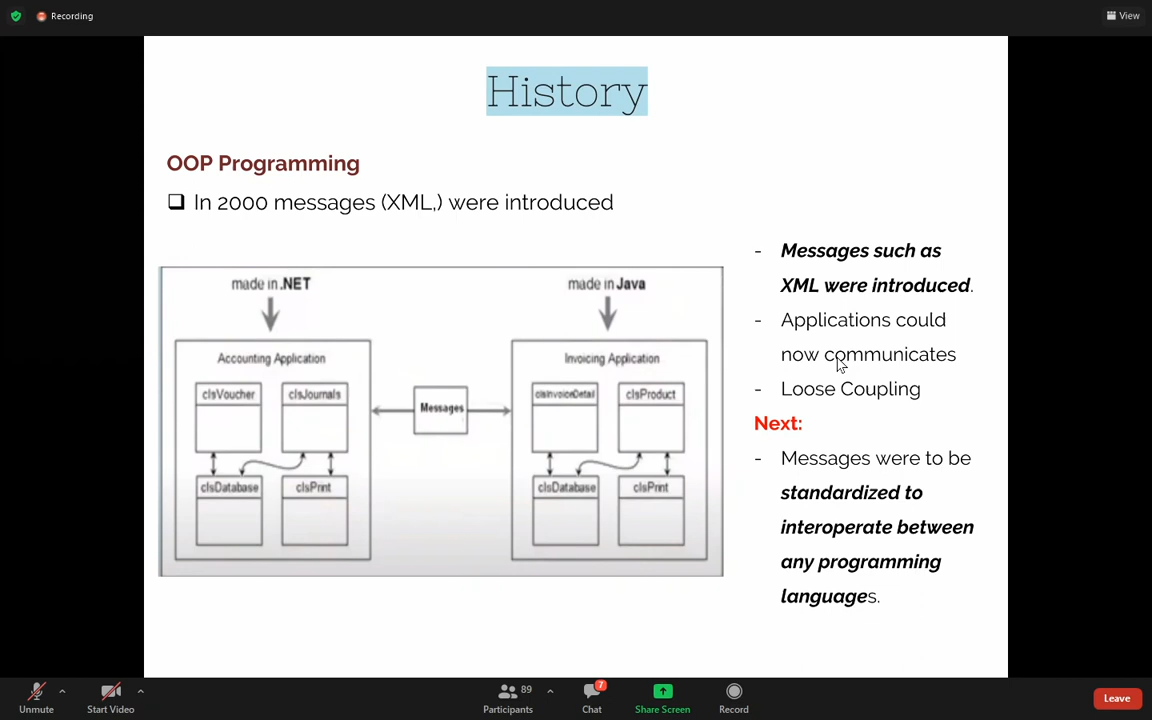 Recording
View
History
OOP Programming
In 2000 messages (XML,) were introduced
made in .NET
made in Java
Accounting Application
Invoicing Application
clsVoucher
clsJournals
Messages
clsInvoiceDetail
clsProduct
clsDatabase
clsPrint
clsDatabase
clsPrint
- Messages such as
XML were introduced.
- Applications could
now communicates
- Loose Coupling
Next:
- Messages were to be
standardized to
interoperate between
any programming
languages.
Unmute
Start Video
89
Participants
7
Chat
Share Screen
Record
Leave